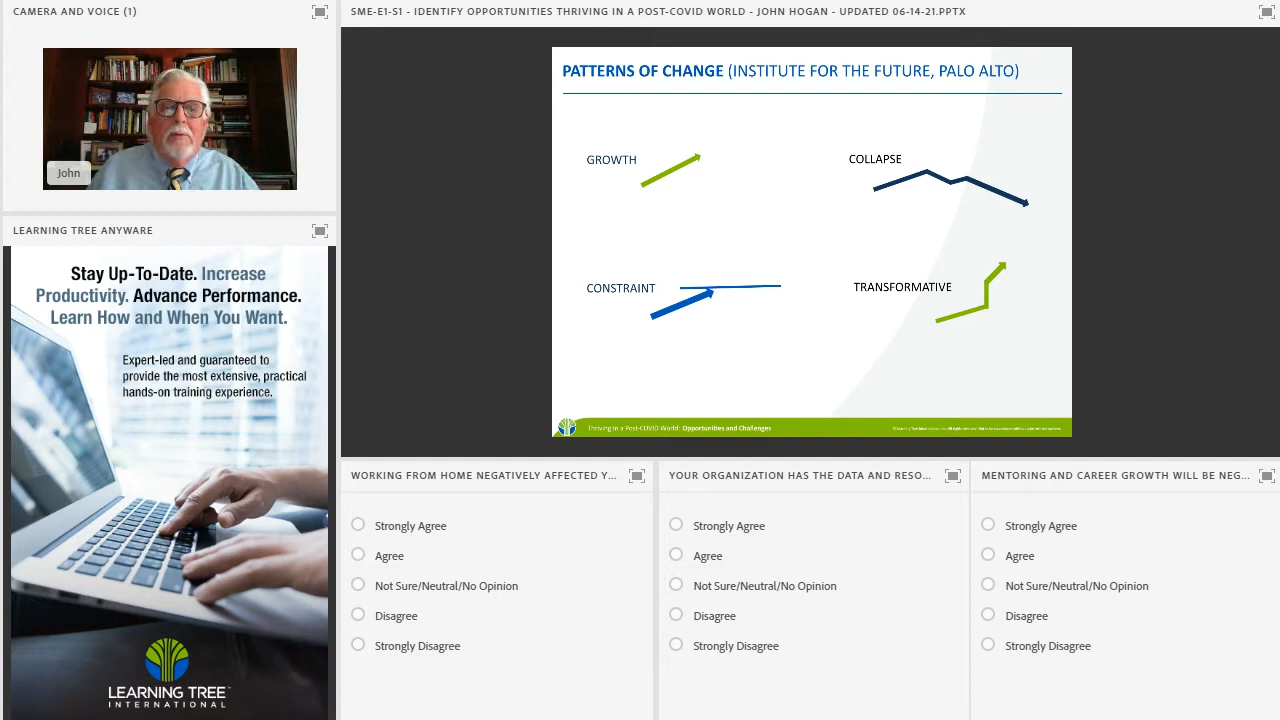 CAMERA AND VOICE (1)
John
LEARNING TREE ANYWARE
Stay Up-To-Date. Increase
Productivity. Advance Performance.
Learn How and When You Want.
Expert-led and guaranteed to
provide the most extensive, practical
hands-on training experience.
LEARNING TREE™
INTERNATIONAL
SME-E1-S1 - IDENTIFY OPPORTUNITIES THRIVING IN A POST-COVID WORLD - JOHN HOGAN - UPDATED 06-14-21.PPTX
PATTERNS OF CHANGE (INSTITUTE FOR THE FUTURE, PALO ALTO)
GROWTH
COLLAPSE
CONSTRAINT
TRANSFORMATIVE
Thriving in a Post-COVID World: Opportunities and Challenges
WORKING FROM HOME NEGATIVELY AFFECTED Y...
Strongly Agree
Agree
Not Sure/Neutral/No Opinion
Disagree
Strongly Disagree
YOUR ORGANIZATION HAS THE DATA AND RESO...
Strongly Agree
Agree
Not Sure/Neutral/No Opinion
Disagree
Strongly Disagree
MENTORING AND CAREER GROWTH WILL BE NEG...
Strongly Agree
Agree
Not Sure/Neutral/No Opinion
Disagree
Strongly Disagree